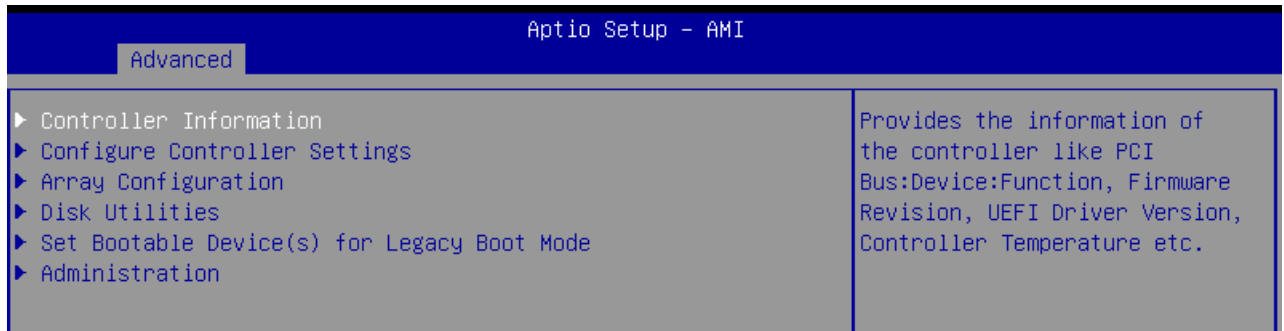 Aptio Setup – AMI
Advanced
▶ Controller Information
▶ Configure Controller Settings
▶ Array Configuration
▶ Disk Utilities
▶ Set Bootable Device(s) for Legacy Boot Mode
▶ Administration
Provides the information of
the controller like PCI
Bus:Device:Function, Firmware
Revision, UEFI Driver Version,
Controller Temperature etc.